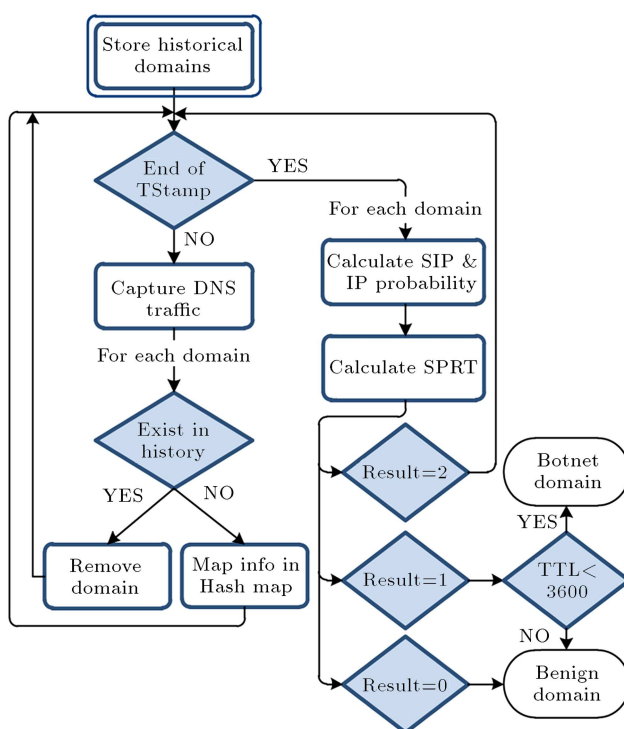 Store historical
domains
End of
TStamp
YES
NO
For each domain
Capture DNS
traffic
Calculate SIP &
IP probability
For each domain
Calculate SPRT
Exist in
history
YES
NO
Remove
domain
Map info in
Hash map
Result=2
Botnet
domain
YES
Result=1
TTL<
3600
NO
Result=0
Benign
domain